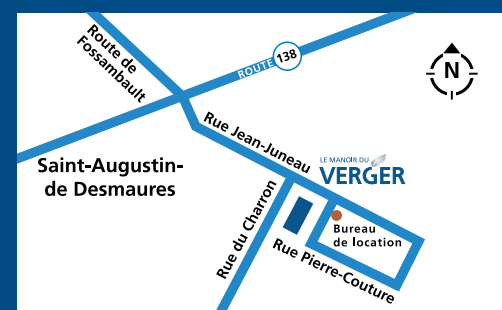 Route de
Fossambault
ROUTE 138
N
Rue Jean-Juneau
Saint-Augustin-
de Desmaures
LE MANOIR DU
VERGER
Rue du Charron
Bureau
de location
Rue Pierre-Couture